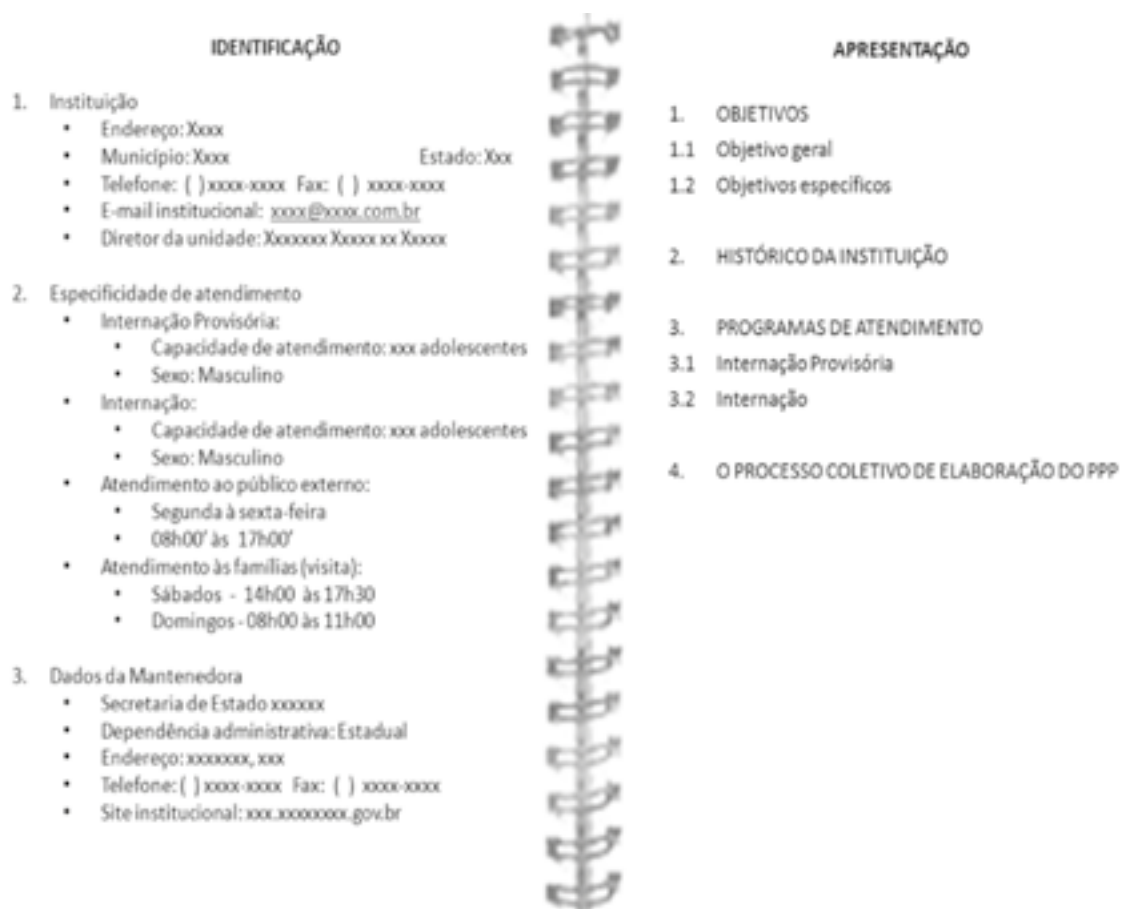 IDENTIFICAÇÃO
1. Instituição
• Endereço: Xxxx
• Município: Xxxx Estado: Xxx
• Telefone: ( ) xxxx-xxxx Fax: ( ) xxxx-xxxx
• E-mail institucional: xxxx@xxxx.com.br
• Diretor da unidade: Xxxxxxx Xxxxx xx Xxxxx
2. Especificidade de atendimento
• Internação Provisória:
• Capacidade de atendimento: xxx adolescentes
• Sexo: Masculino
• Internação:
• Capacidade de atendimento: xxx adolescentes
• Sexo: Masculino
• Atendimento ao público externo:
• Segunda à sexta-feira
• 08h00' às 17h00'
• Atendimento às famílias (visita):
• Sábados - 14h00 às 17h30
• Domingos - 08h00 às 11h00
3. Dados da Mantenedora
• Secretaria de Estado xxxxxx
• Dependência administrativa: Estadual
• Endereço: xxxxxxx, xxx
• Telefone: ( ) xxxx-xxxx Fax: ( ) xxxx-xxxx
• Site institucional: xxx.xxxxxxxx.gov.br
APRESENTAÇÃO
1. OBJETIVOS
1.1 Objetivo geral
1.2 Objetivos específicos
2. HISTÓRICO DA INSTITUIÇÃO
3. PROGRAMAS DE ATENDIMENTO
3.1 Internação Provisória
3.2 Internação
4. O PROCESSO COLETIVO DE ELABORAÇÃO DO PPP